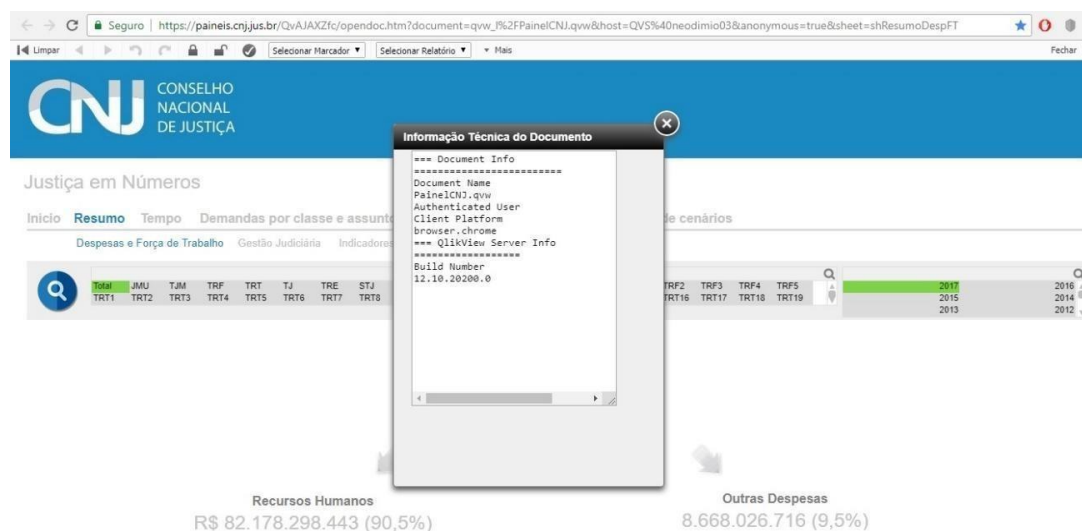 Seguro | https://paineis.cnj.jus.br/QvAJAXZfc/opendoc.htm?document=qvw_l%2FPainelCNJ.qvw&host=QVS%40neodimio03&anonymous=true&sheet=shResumoDespFT
Limpar Selecionar Marcador Selecionar Relatório Mais Fechar
CNJ
CONSELHO
NACIONAL
DE JUSTIÇA
Justiça em Números
Inicio Resumo Tempo Demandas por classe e assunt de cenários
Despesas e Força de Trabalho Gestão Judiciária Indicadores
Total JMU TJM TRF TRT TJ TRE STJ
TRT1 TRT2 TRT3 TRT4 TRT5 TRT6 TRT7 TRT8
Informação Técnica do Documento
=== Document Info
=========================
Document Name
PainelCNJ.qvw
Authenticated User
Client Platform
browser.chrome
=== QlikView Server Info
==================
Build Number
12.10.20200.0
TRF2 TRF3 TRF4 TRF5
TRT16 TRT17 TRT18 TRT19
2017 2016
2015 2014
2013 2012
Recursos Humanos
R$ 82.178.298.443 (90,5%)
Outras Despesas
8.668.026.716 (9,5%)